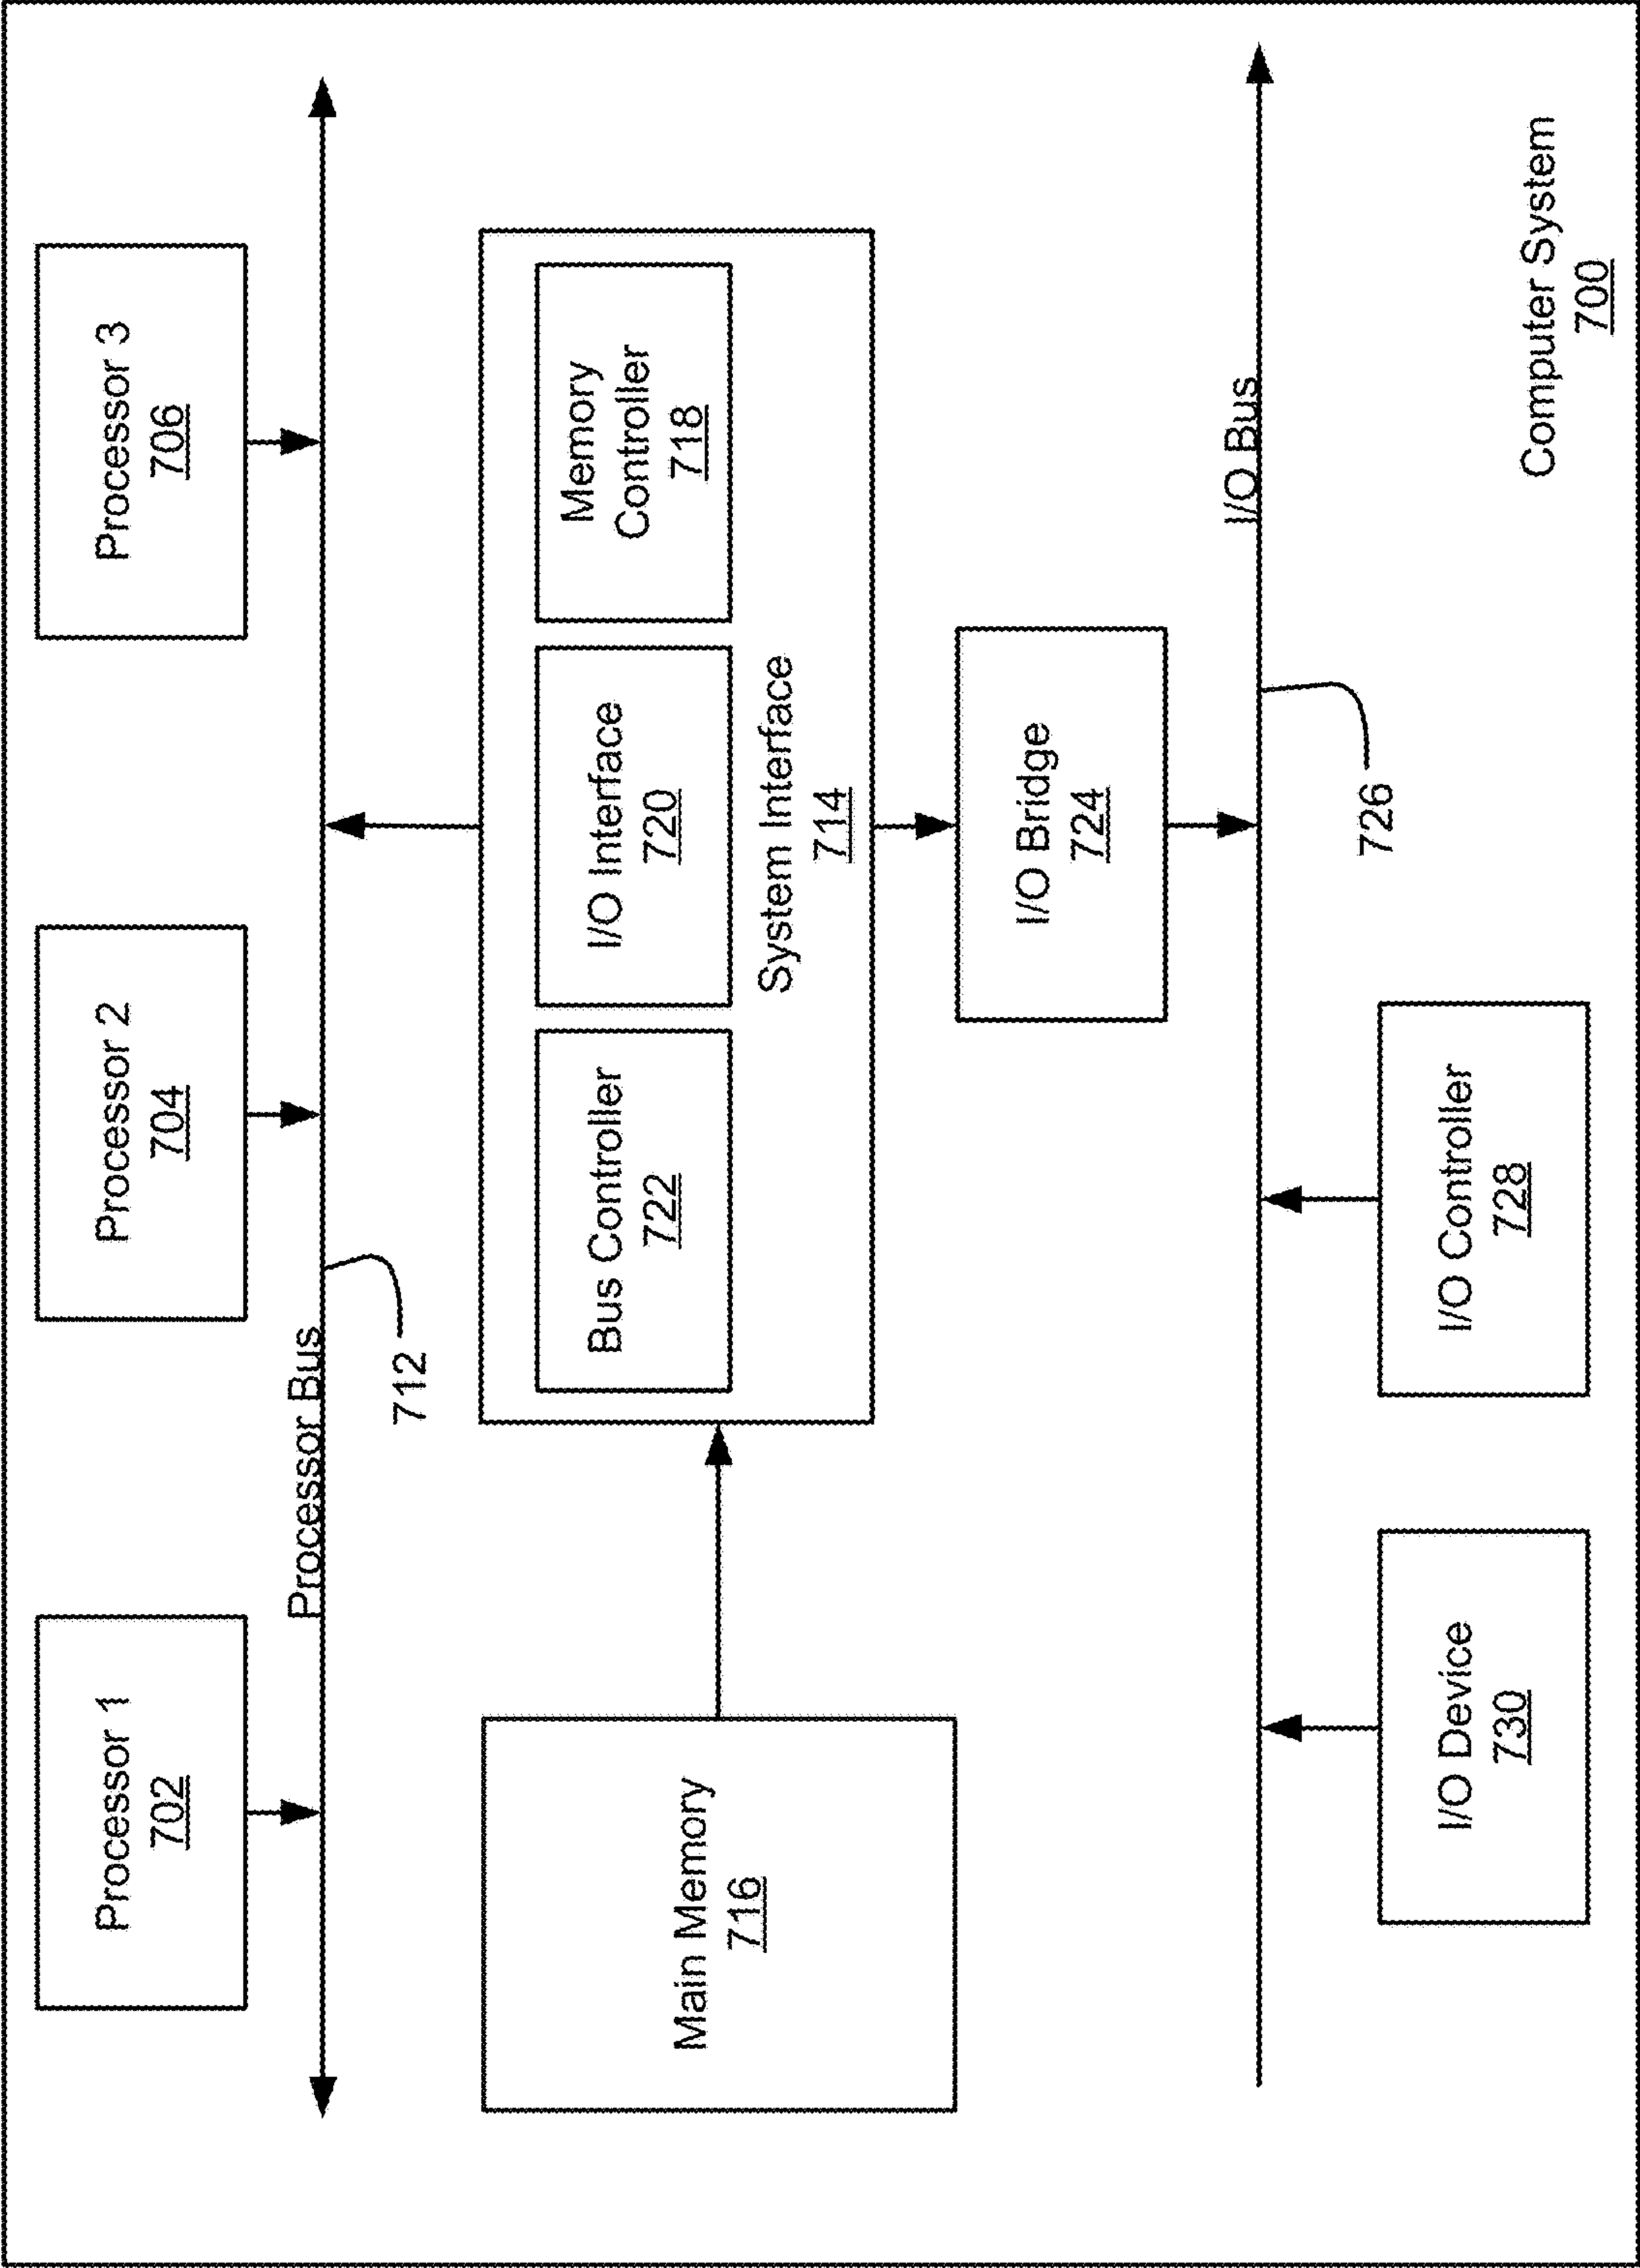 Processor 1
702
Processor 2
704
Processor 3
706
Processor Bus
712
Main Memory
716
Bus Controller
722
I/O Interface
720
Memory
Controller
718
System Interface
714
I/O Bridge
724
I/O Bus
726
I/O Device
730
I/O Controller
728
Computer System
700